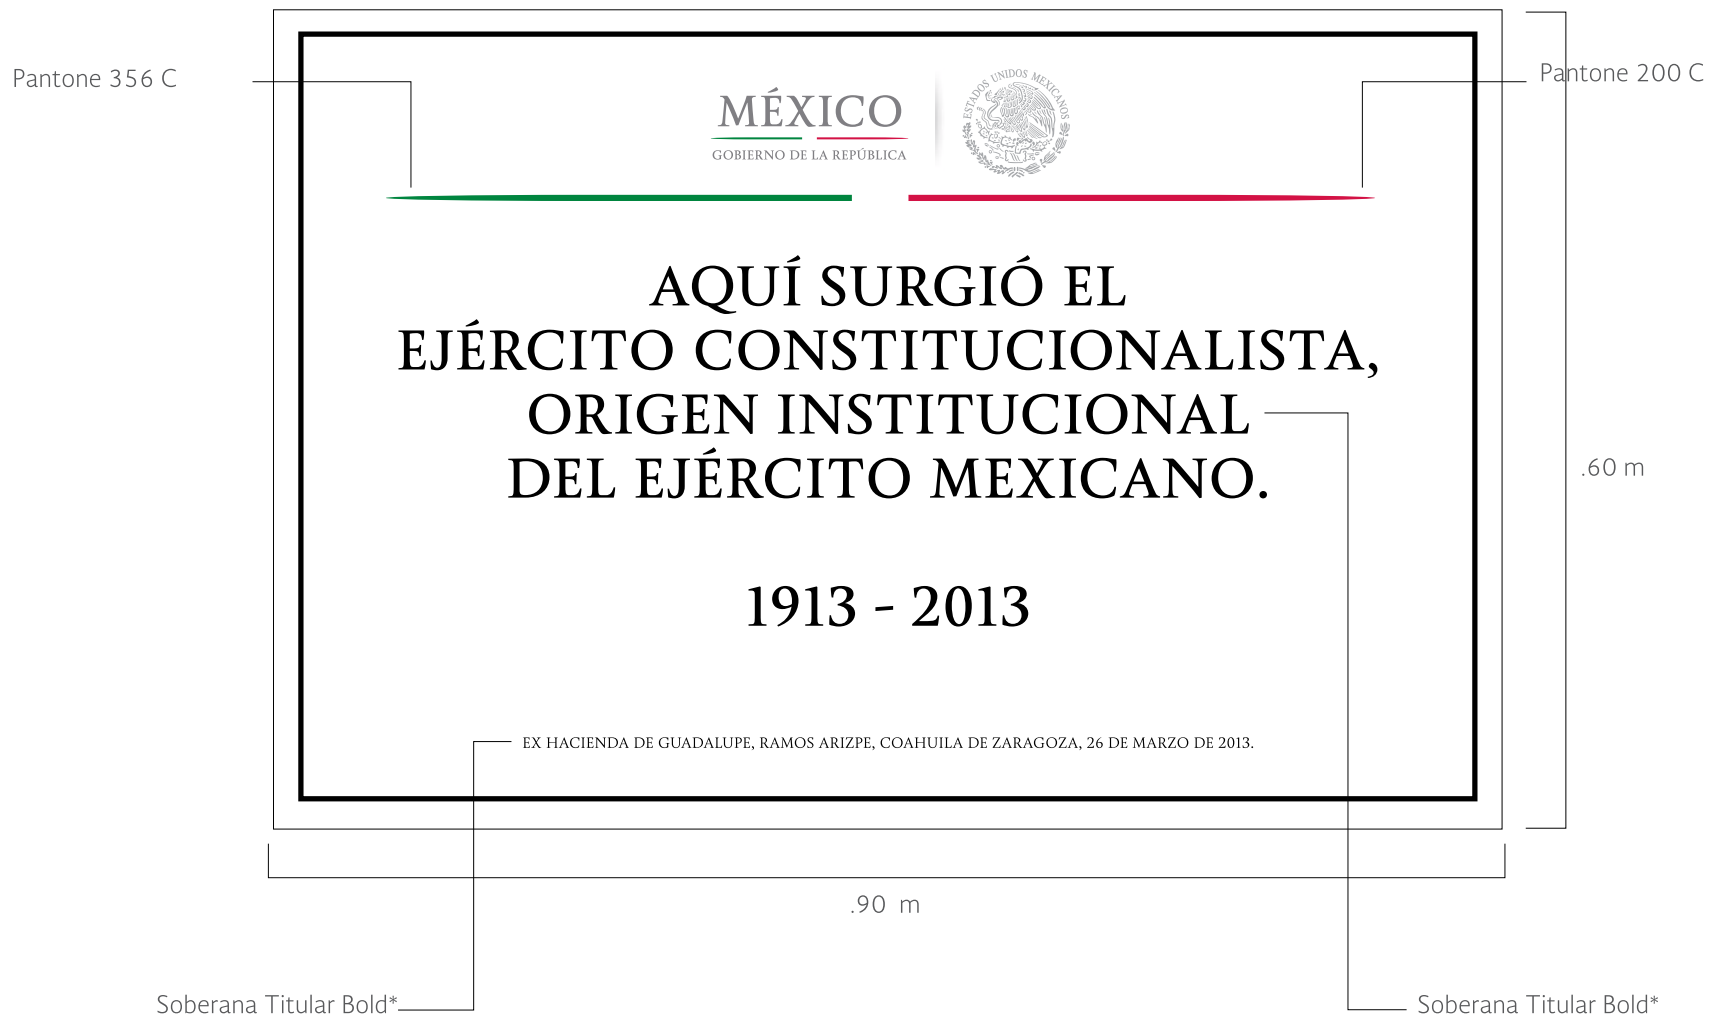 Pantone 356 C
Pantone 200 C
MÉXICO
GOBIERNO DE LA REPÚBLICA
ESTADOS UNIDOS MEXICANOS
AQUÍ SURGIÓ EL
EJÉRCITO CONSTITUCIONALISTA,
ORIGEN INSTITUCIONAL
DEL EJÉRCITO MEXICANO.
1913 - 2013
.60 m
EX HACIENDA DE GUADALUPE, RAMOS ARIZPE, COAHUILA DE ZARAGOZA, 26 DE MARZO DE 2013.
.90 m
Soberana Titular Bold*
Soberana Titular Bold*